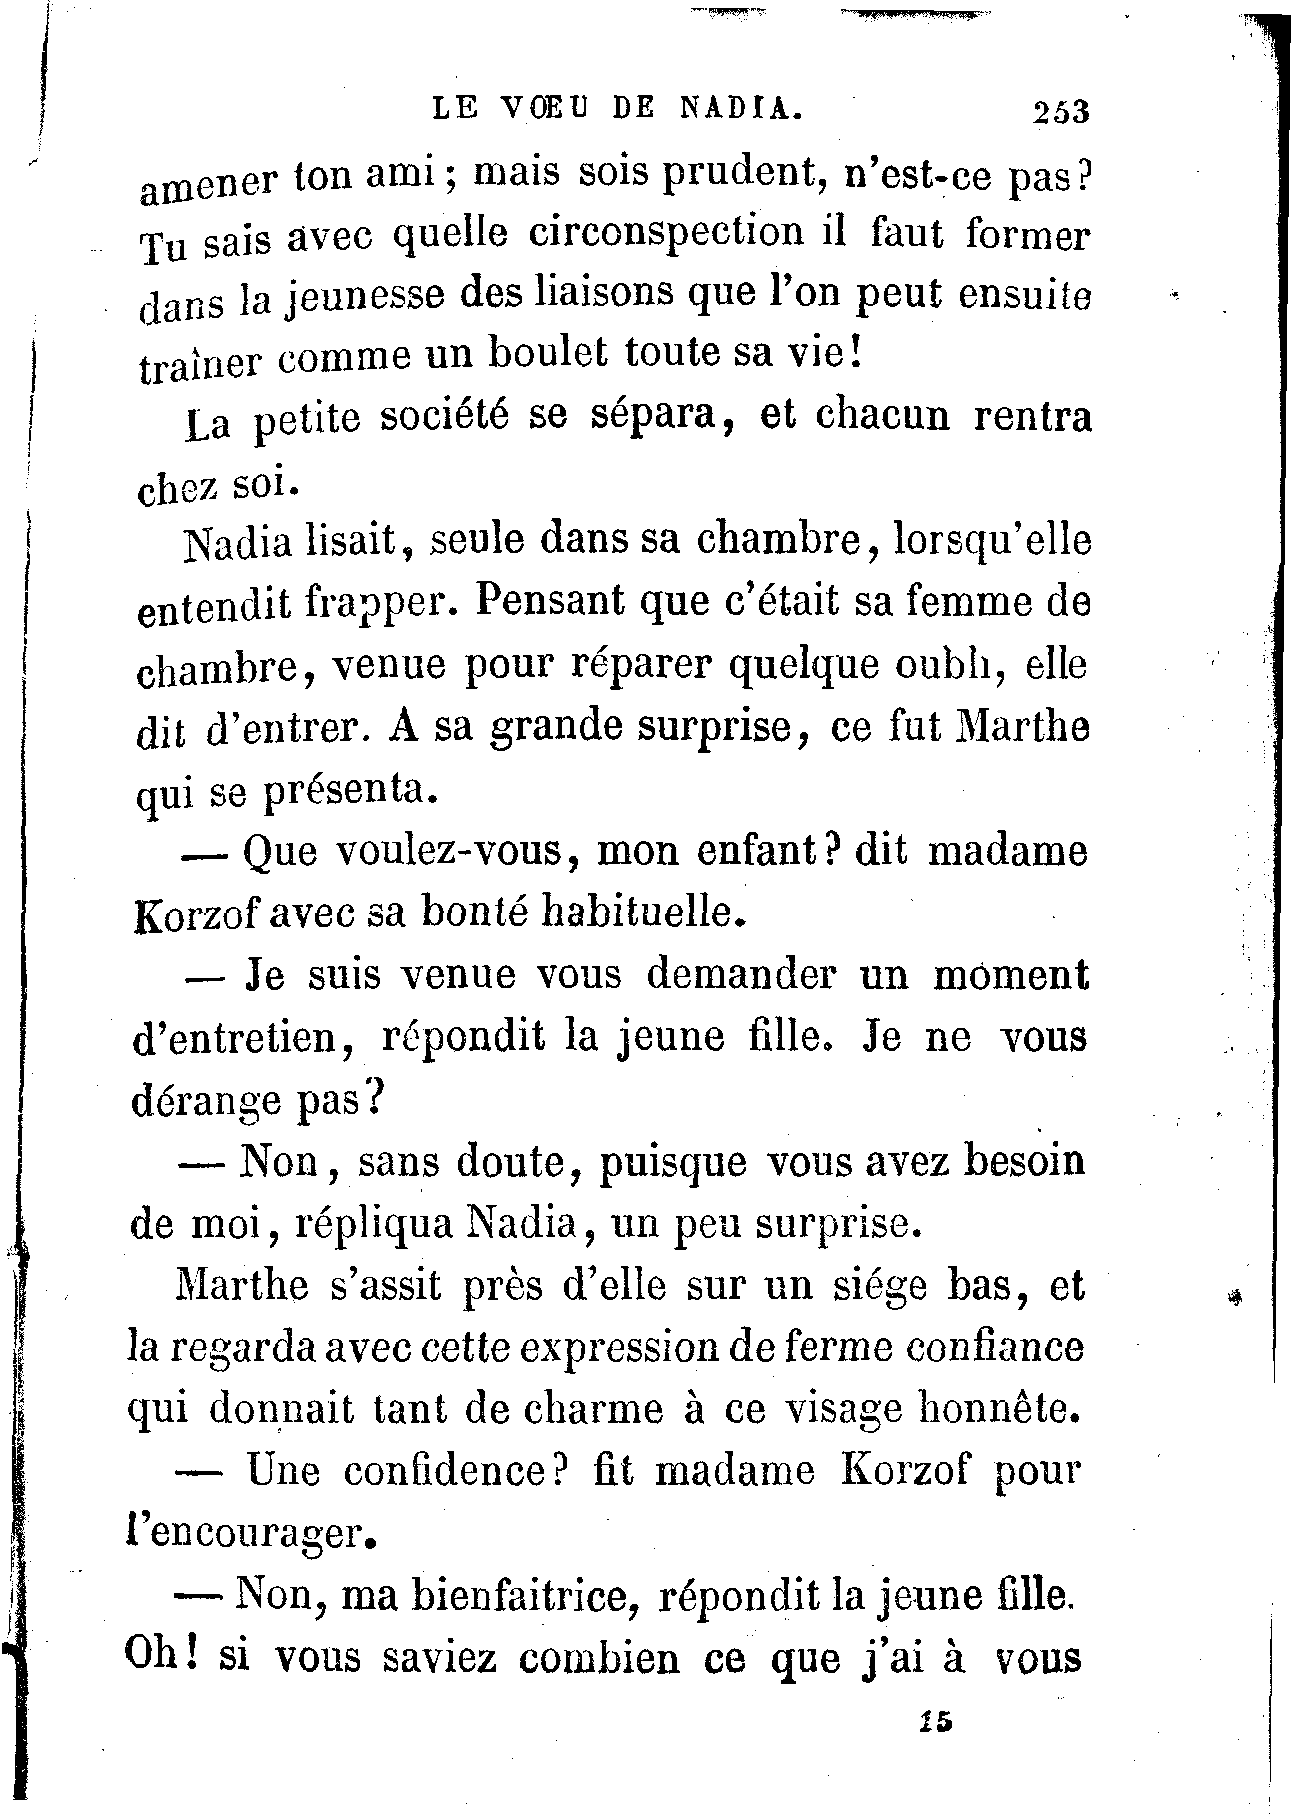 LE VŒU DE NADIA. 253
amener ton ami ; mais sois prudent, n'est-ce pas?
Tu sais avec quelle circonspection il faut former
dans la jeunesse des liaisons que l'on peut ensuite
traîner comme un boulet toute sa vie!
La petite société se sépara, et chacun rentra
chez soi.
Nadia lisait, seule dans sa chambre, lorsqu'elle
entendit frapper. Pensant que c'était sa femme de
chambre, venue pour réparer quelque oubli, elle
dit d'entrer. A sa grande surprise, ce fut Marthe
qui se présenta.
— Que voulez-vous, mon enfant? dit madame
Korzof avec sa bonté habituelle.
— Je suis venue vous demander un moment
d'entretien, répondit la jeune fille. Je ne vous
dérange pas?
— Non, sans doute, puisque vous avez besoin
de moi, répliqua Nadia, un peu surprise.
Marthe s'assit près d'elle sur un siége bas, et
la regarda avec cette expression de ferme confiance
qui donnait tant de charme à ce visage honnête.
— Une confidence? fit madame Korzof pour
l'encourager.
— Non, ma bienfaitrice, répondit la jeune fille.
Oh! si vous saviez combien ce que j'ai à vous
15